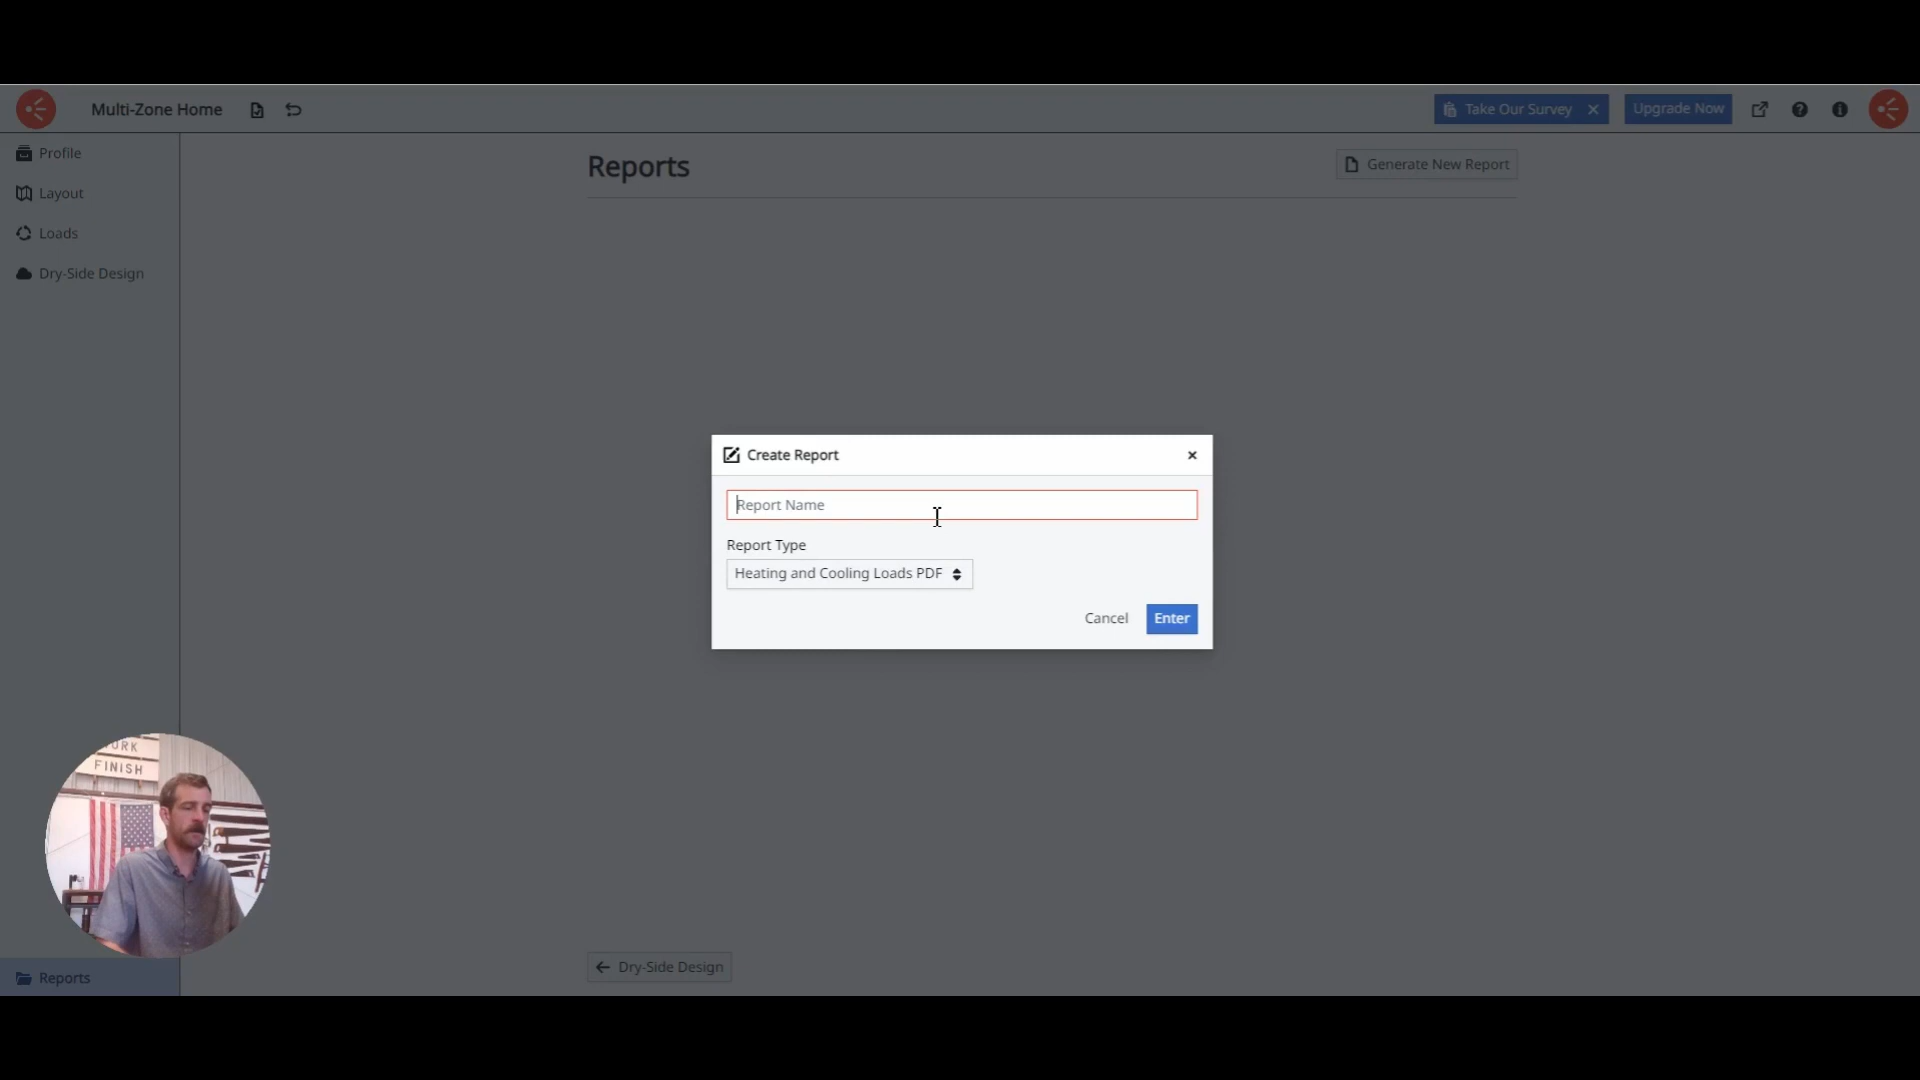 Multi-Zone Home
Take Our Survey
Upgrade Now
Profile
Layout
Loads
Dry-Side Design
Reports
Generate New Report
Create Report
Report Name
Report Type
Heating and Cooling Loads PDF
Cancel
Enter
FINISH
Dry-Side Design
Reports